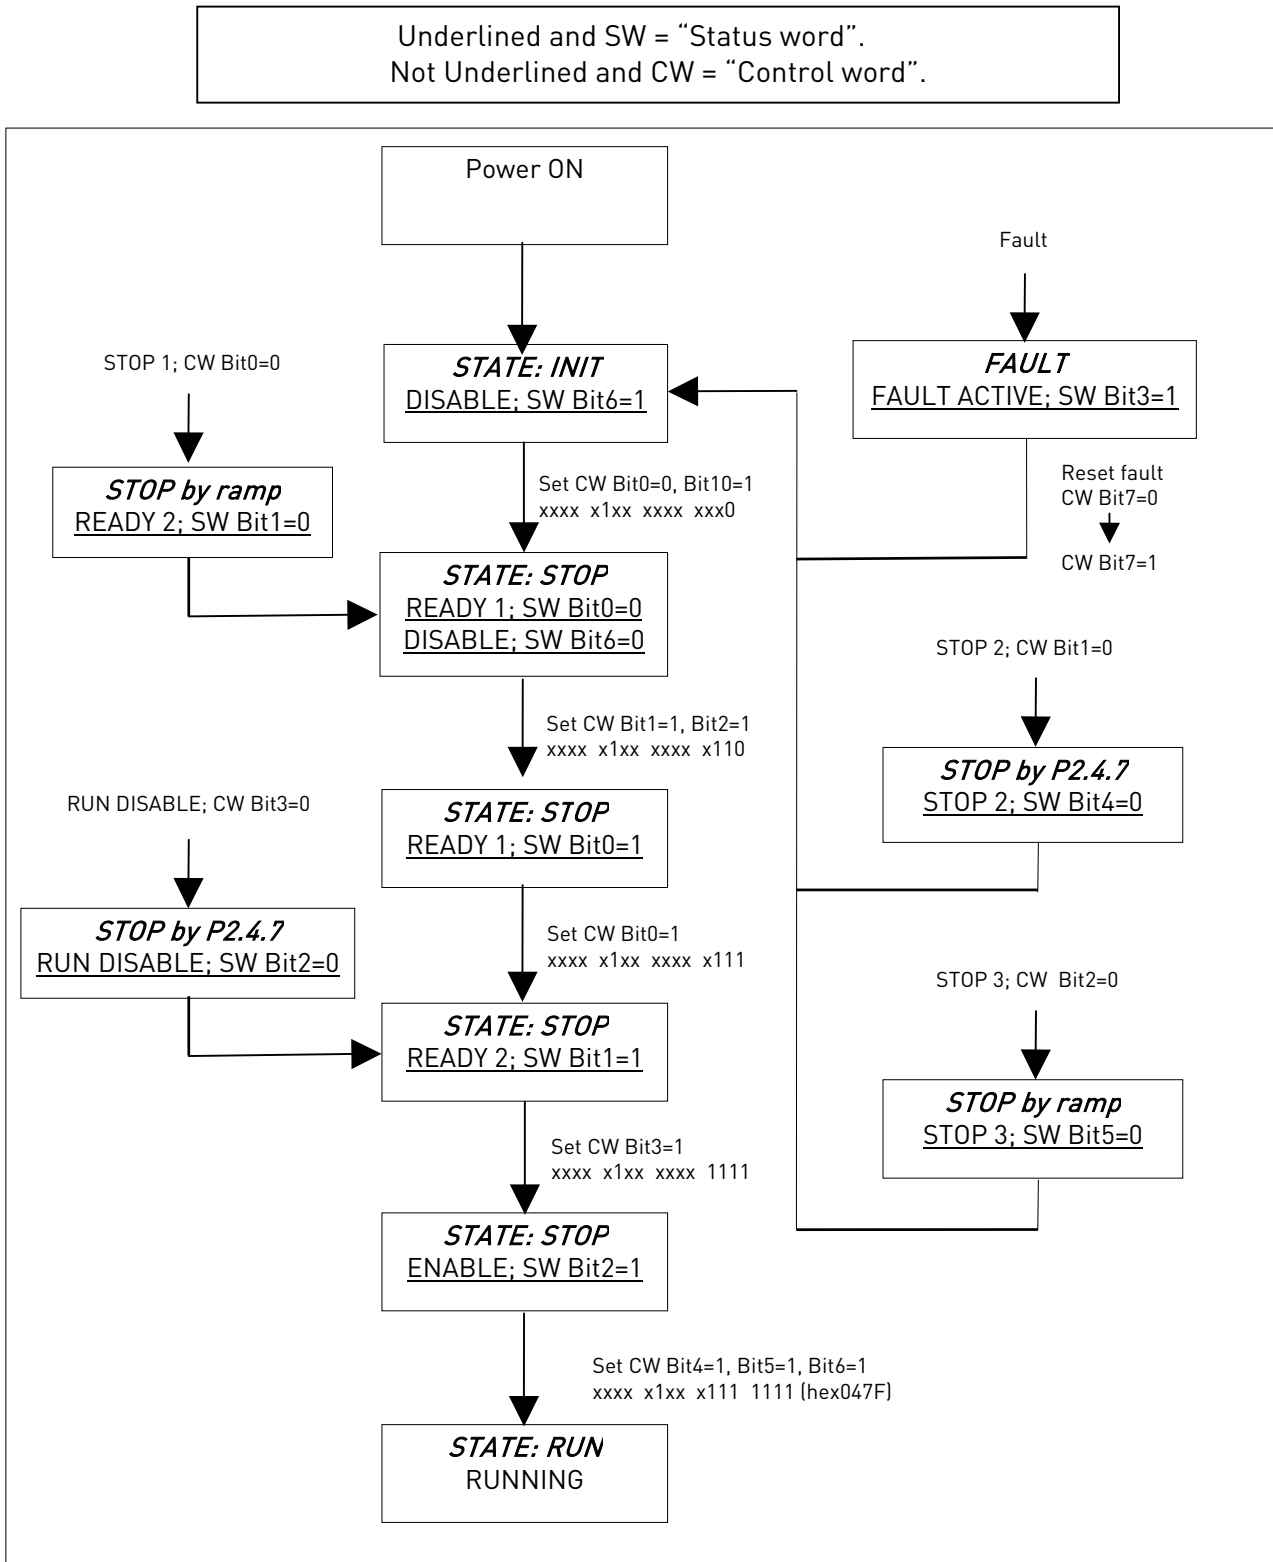 Underlined and SW = “Status word”.
Not Underlined and CW = “Control word”.
Power ON
Fault
STOP 1; CW Bit0=0
STATE: INIT
DISABLE; SW Bit6=1
FAULT
FAULT ACTIVE; SW Bit3=1
STOP by ramp
READY 2; SW Bit1=0
Set CW Bit0=0, Bit10=1
xxxx x1xx xxxx xxx0
Reset fault
CW Bit7=0
CW Bit7=1
STATE: STOP
READY 1; SW Bit0=0
DISABLE; SW Bit6=0
STOP 2; CW Bit1=0
Set CW Bit1=1, Bit2=1
xxxx x1xx xxxx x110
STOP by P2.4.7
STOP 2; SW Bit4=0
RUN DISABLE; CW Bit3=0
STATE: STOP
READY 1; SW Bit0=1
STOP by P2.4.7
RUN DISABLE; SW Bit2=0
Set CW Bit0=1
xxxx x1xx xxxx x111
STOP 3; CW Bit2=0
STATE: STOP
READY 2; SW Bit1=1
STOP by ramp
STOP 3; SW Bit5=0
Set CW Bit3=1
xxxx x1xx xxxx 1111
STATE: STOP
ENABLE; SW Bit2=1
Set CW Bit4=1, Bit5=1, Bit6=1
xxxx x1xx x111 1111 (hex047F)
STATE: RUN
RUNNING